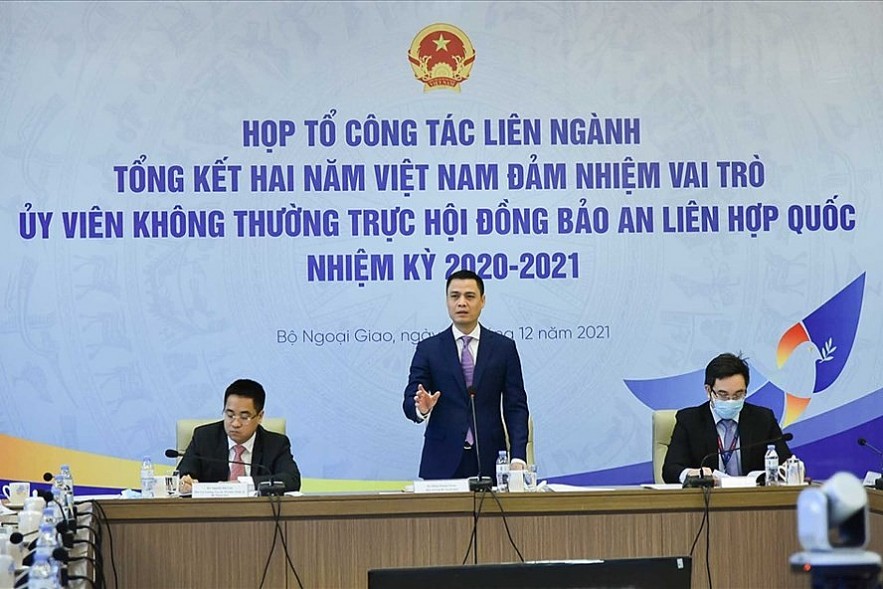 HỌP TỔ CÔNG TÁC LIÊN NGÀNH
TỔNG KẾT HAI NĂM VIỆT NAM ĐẢM NHIỆM VAI TRÒ
ỦY VIÊN KHÔNG THƯỜNG TRỰC HỘI ĐỒNG BẢO AN LIÊN HỢP QUỐC
NHIỆM KỲ 2020-2021
Bộ Ngoại Giao, ngày 12 năm 2021